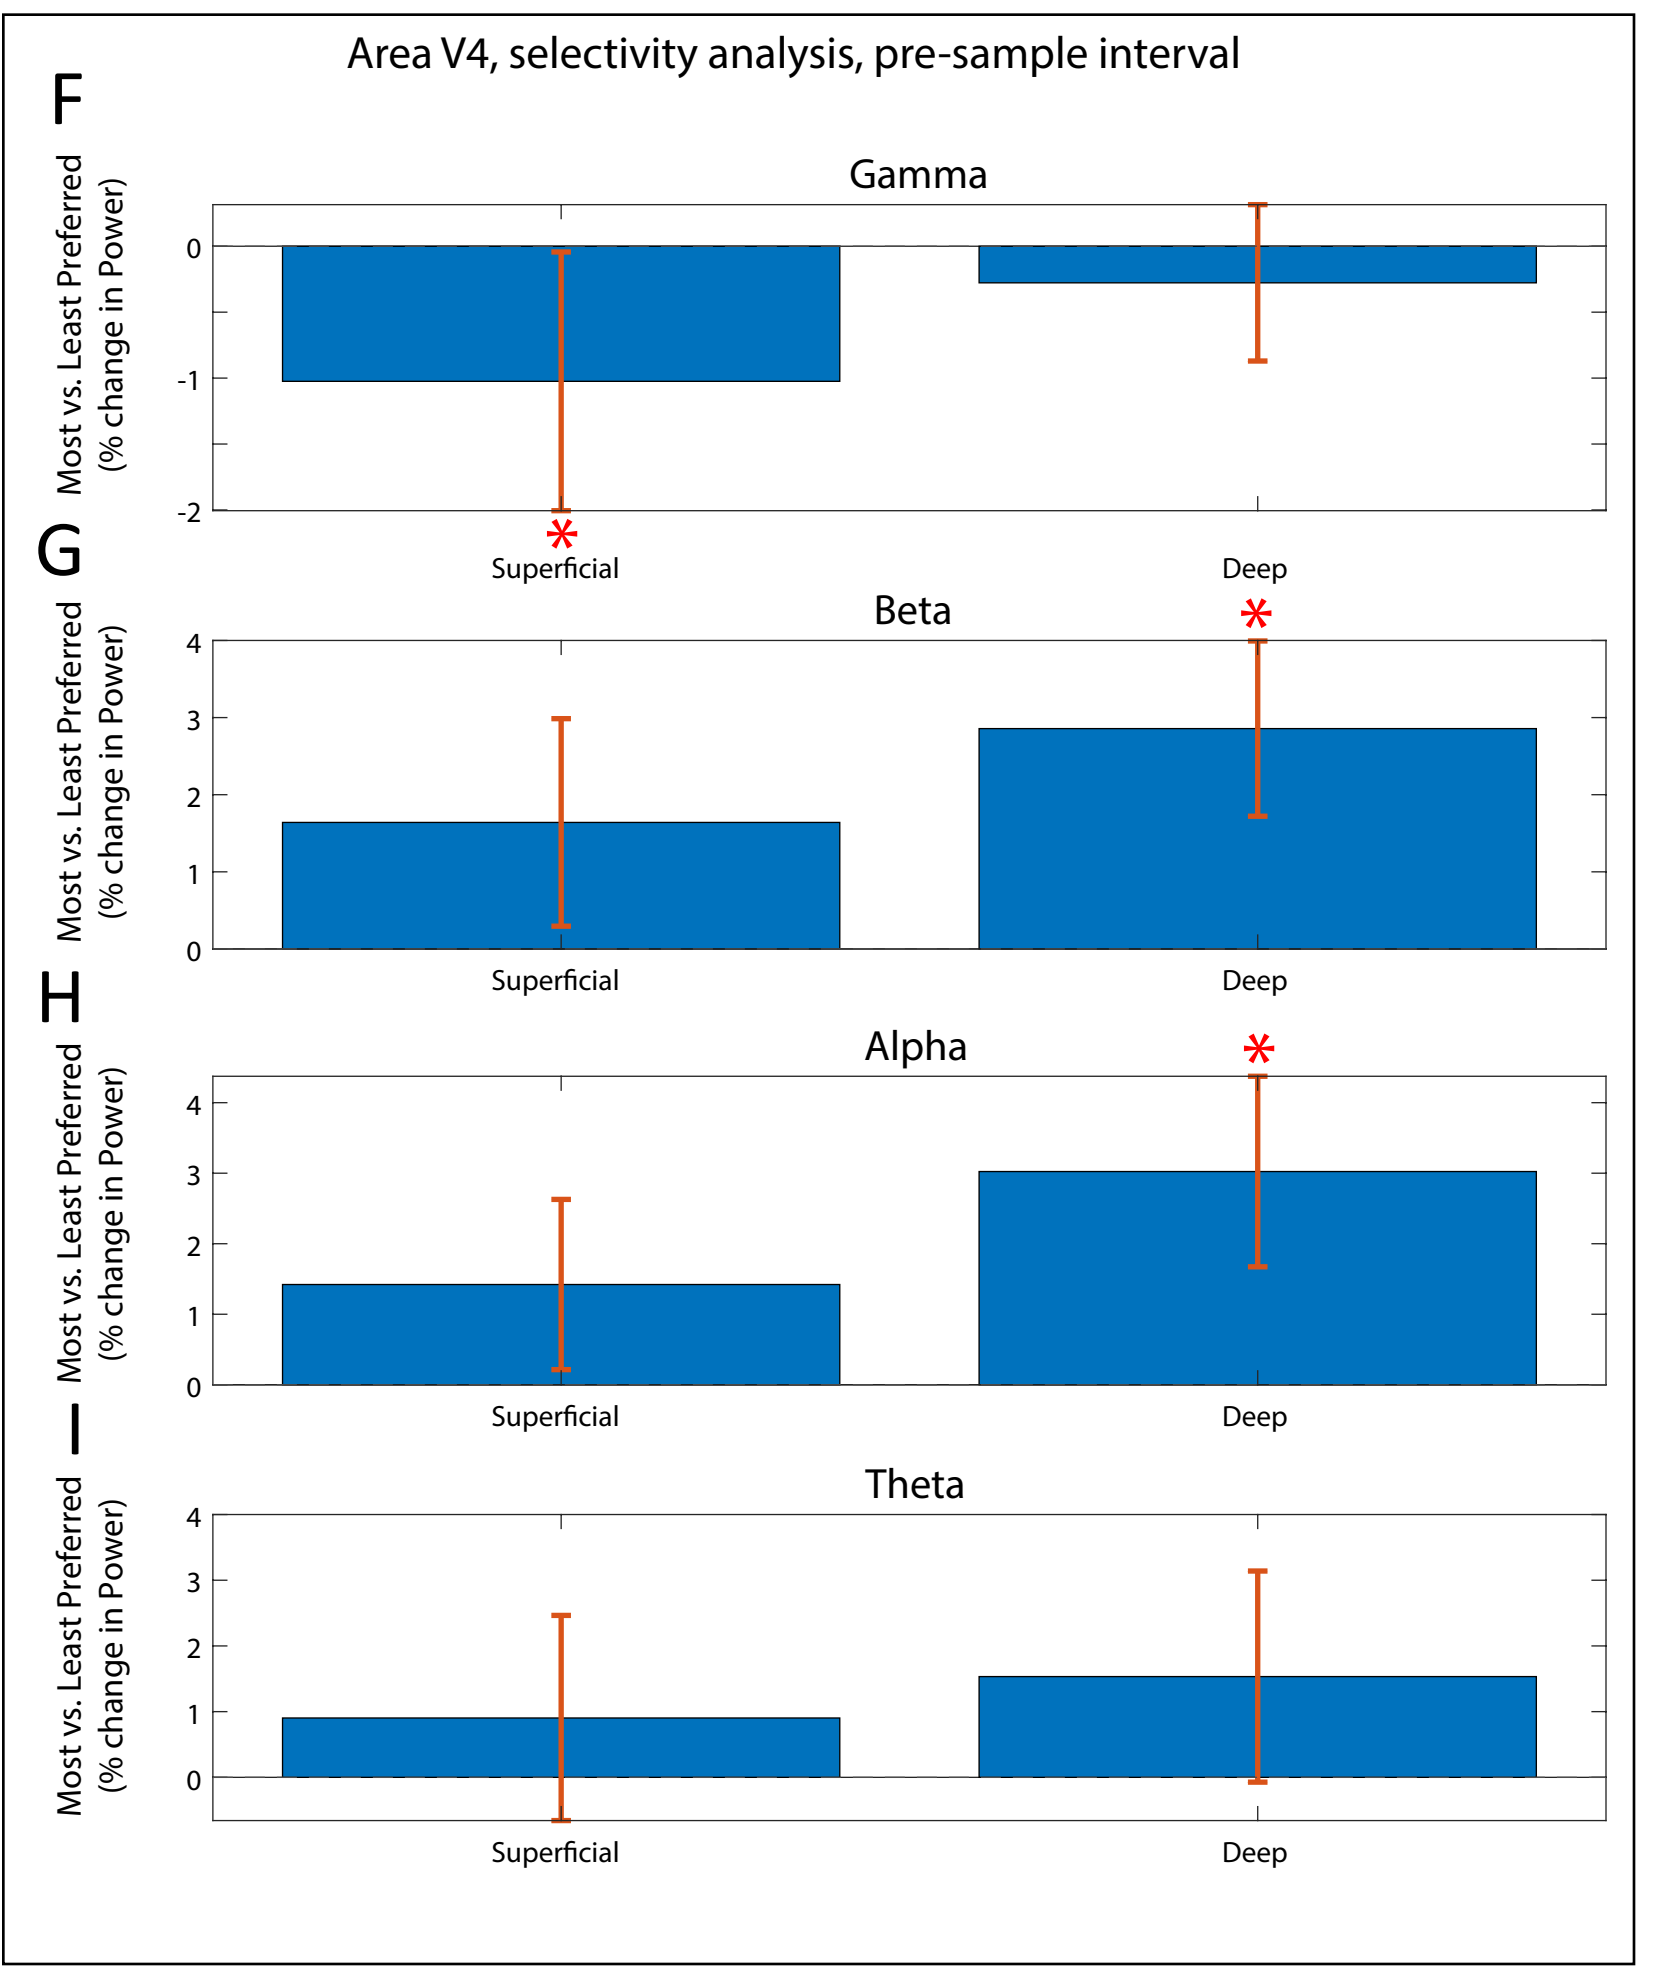 Area V4, selectivity analysis, pre-sample interval
F
Gamma
Most vs. Least Preferred
(% change in Power)
0
-1
-2
*
Superficial
Deep
G
Beta
*
Most vs. Least Preferred
(% change in Power)
4
3
2
1
0
Superficial
Deep
H
Alpha
*
Most vs. Least Preferred
(% change in Power)
4
3
2
1
0
Superficial
Deep
I
Theta
Most vs. Least Preferred
(% change in Power)
4
3
2
1
0
Superficial
Deep